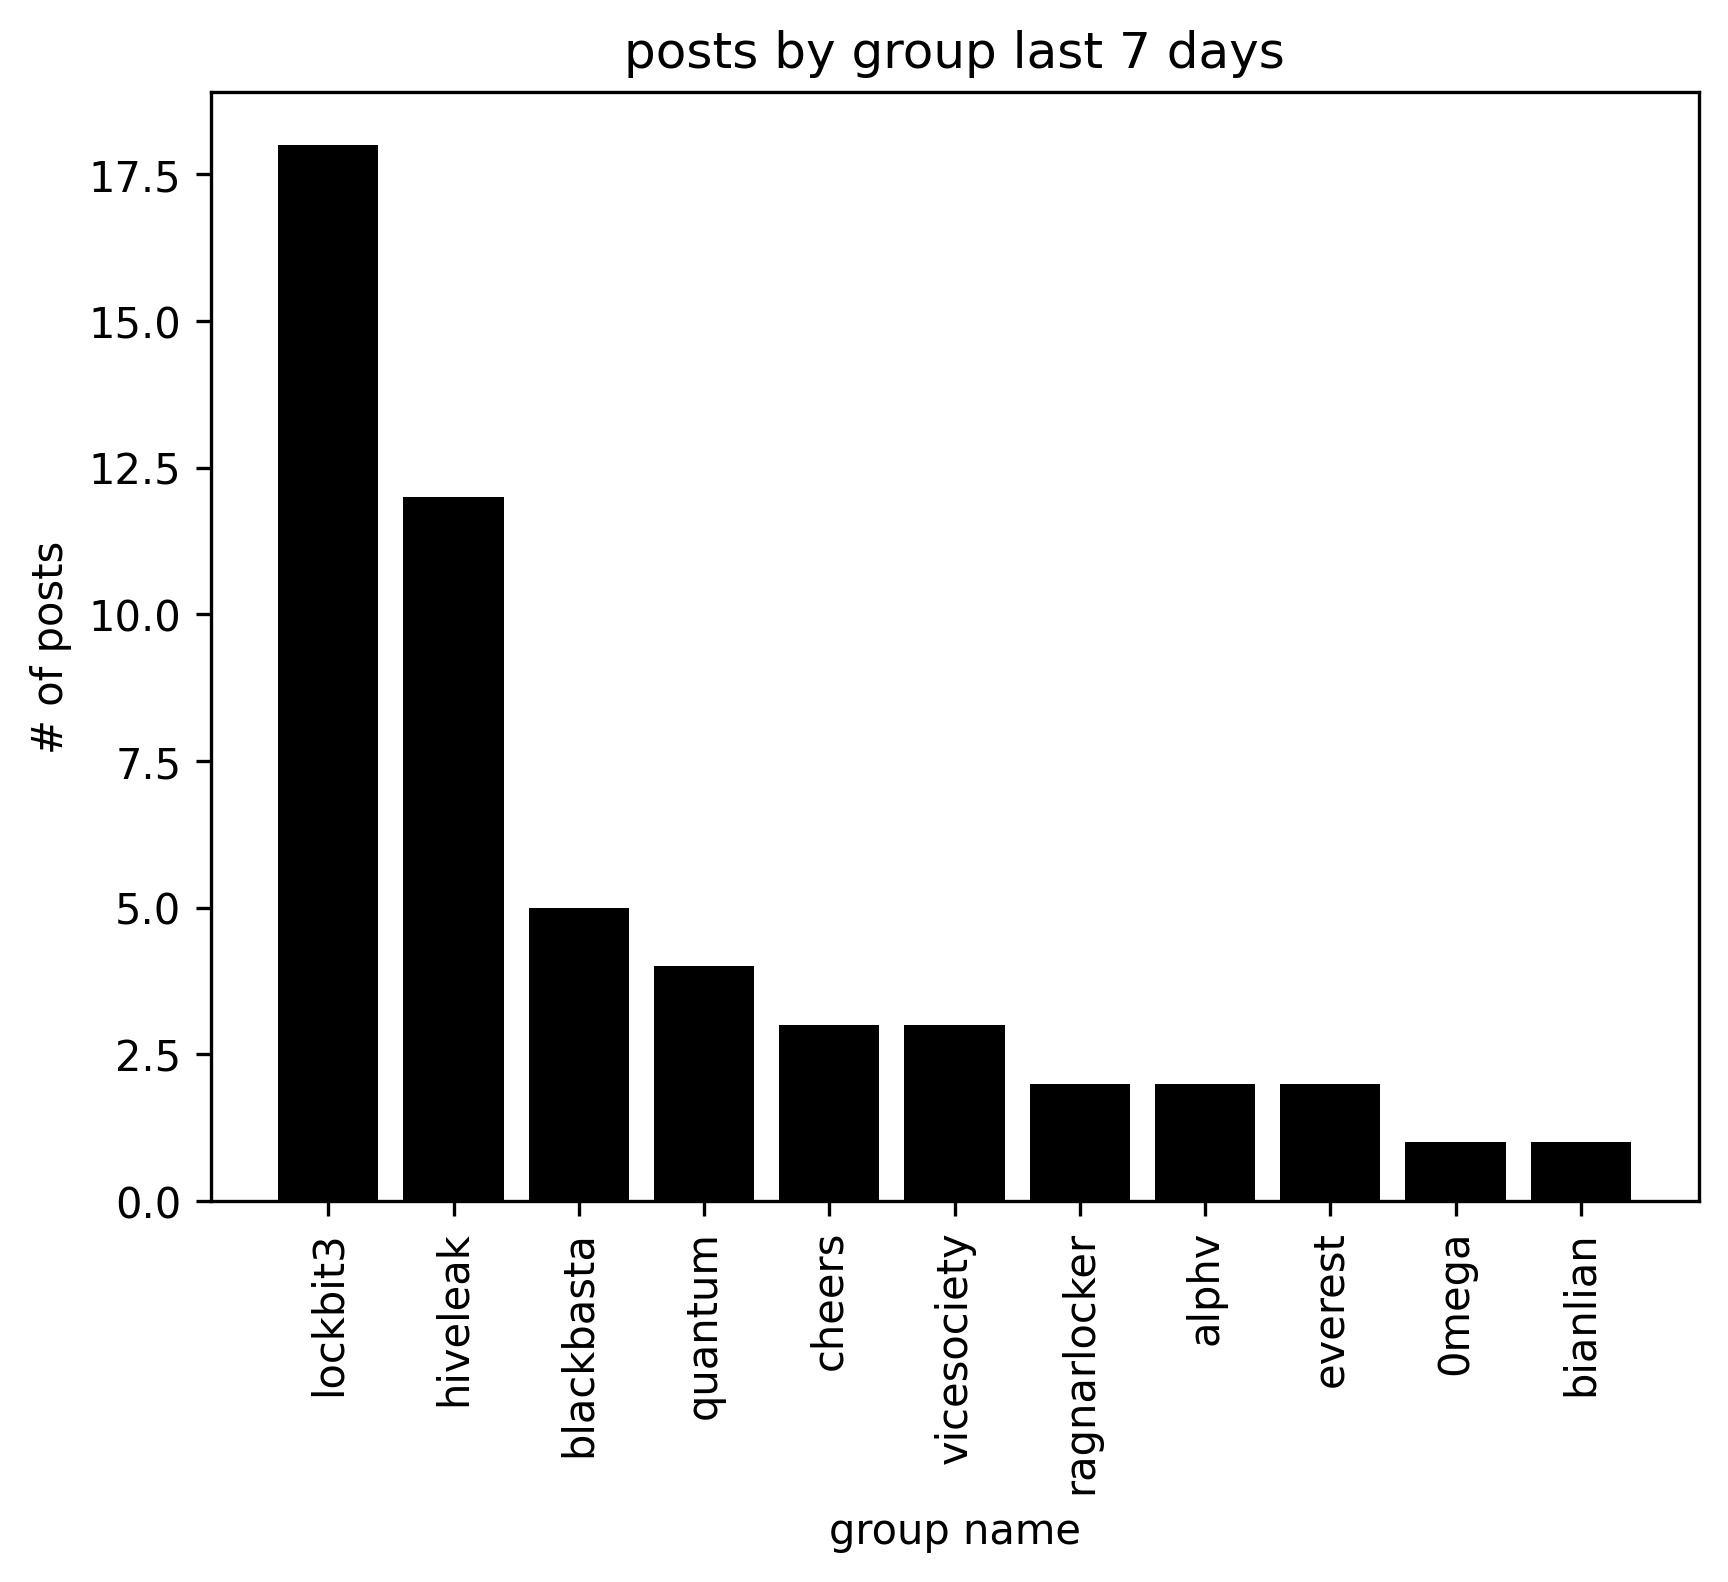 posts by group last 7 days
# of posts
17.5
15.0
12.5
10.0
7.5
5.0
2.5
0.0
lockbit3
hiveleak
blackbasta
quantum
cheers
vicesociety
ragnarlocker
alphv
everest
0mega
bianlian
group name